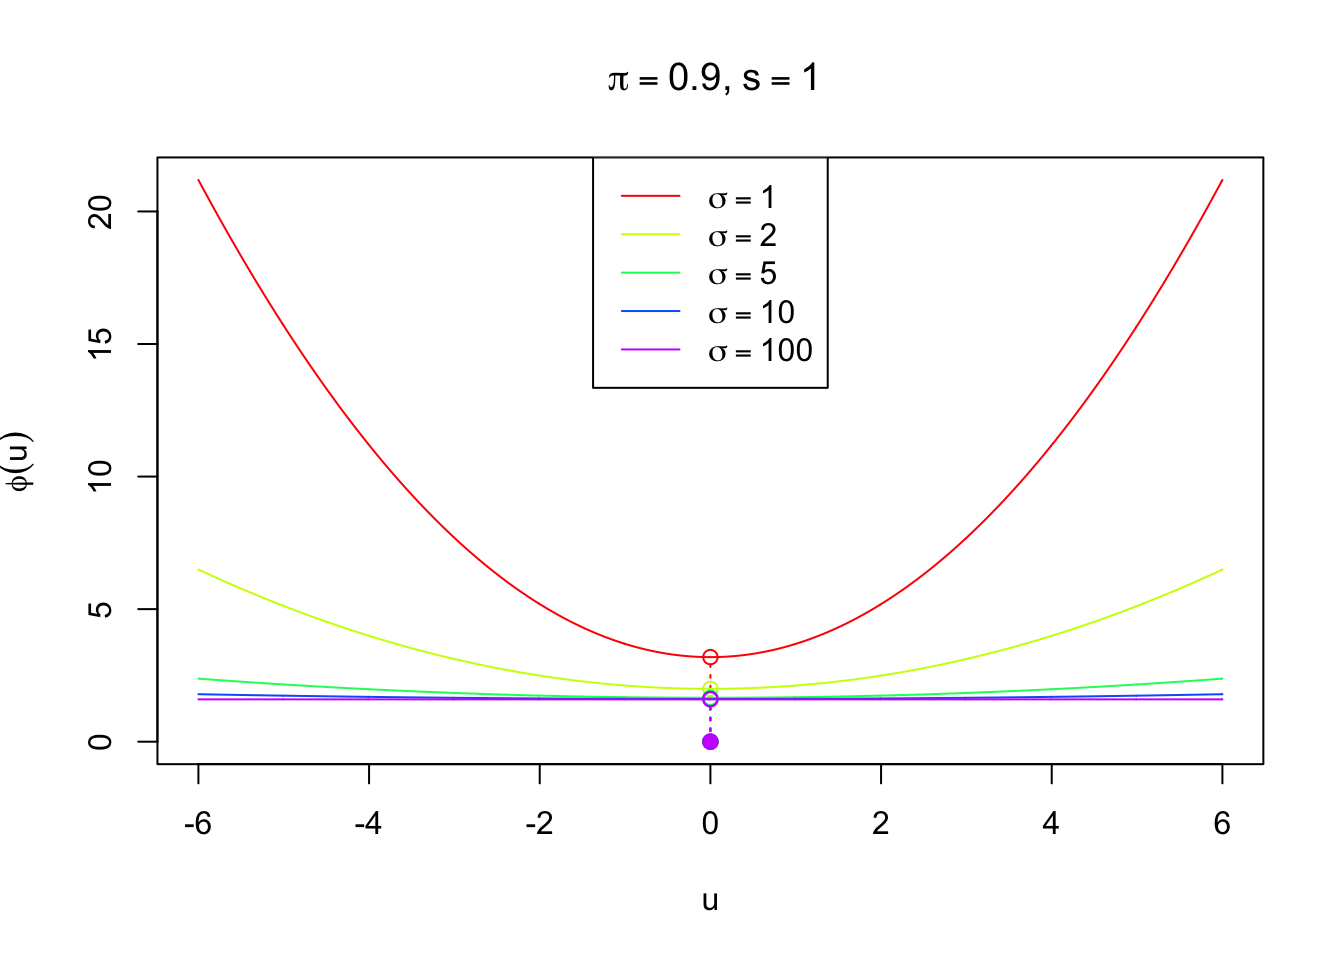 π = 0.9, s = 1
σ = 1
σ = 2
σ = 5
σ = 10
σ = 100
ϕ(u)
20
15
10
5
0
-6 -4 -2 0 2 4 6
u